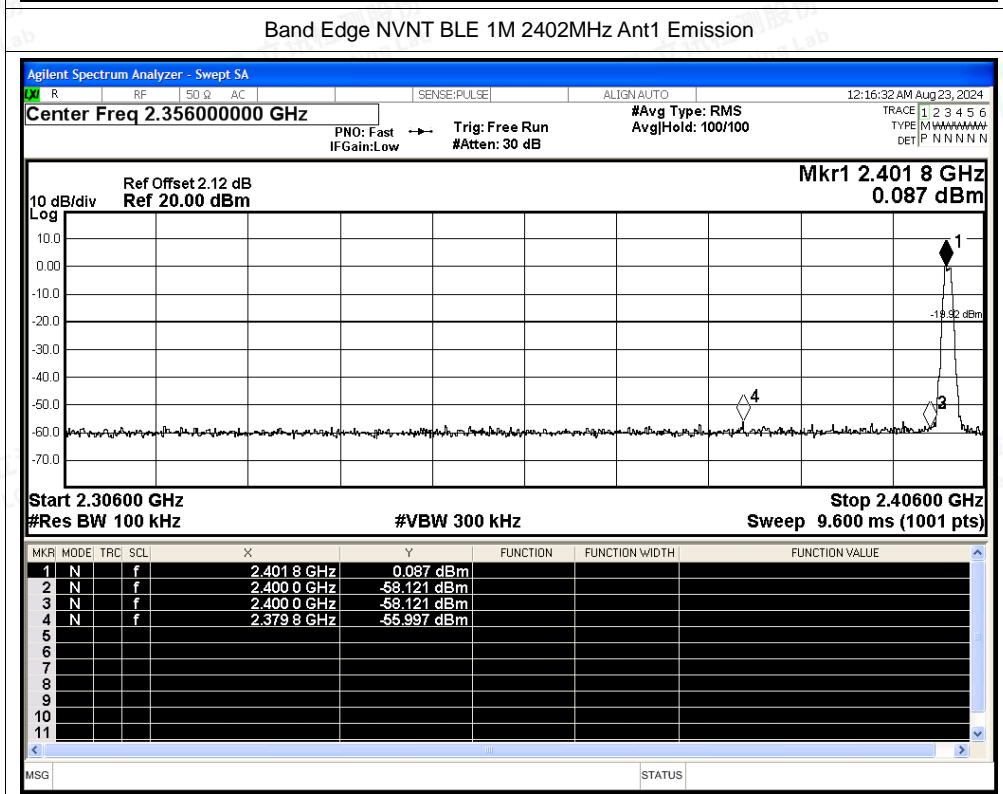 Band Edge NVNT BLE 1M 2402MHz Ant1 Emission
Agilent Spectrum Analyzer - Swept SA
LXI R RF 50 Ω AC SENSE:PULSE ALIGN AUTO 12:16:32 AM Aug 23, 2024
Center Freq 2.356000000 GHz
#Avg Type: RMS
TRACE 1 2 3 4 5 6
PNO: Fast Trig: Free Run
Avg|Hold: 100/100
TYPE M W W W W W
IFGain:Low #Atten: 30 dB
DET P N N N N N
Mkr1 2.401 8 GHz
0.087 dBm
Ref Offset 2.12 dB
10 dB/div Ref 20.00 dBm
Log
10.0
0.00
-10.0
-20.0
-30.0
-40.0
-50.0
-60.0
-70.0
1
-19.92 dBm
4
3
Start 2.30600 GHz Stop 2.40600 GHz
#Res BW 100 kHz #VBW 300 kHz Sweep 9.600 ms (1001 pts)
MKR MODE TRC SCL X Y FUNCTION FUNCTION WIDTH FUNCTION VALUE
1 N f 2.401 8 GHz 0.087 dBm
2 N f 2.400 0 GHz -58.121 dBm
3 N f 2.400 0 GHz -58.121 dBm
4 N f 2.379 8 GHz -55.997 dBm
5
6
7
8
9
10
11
MSG STATUS